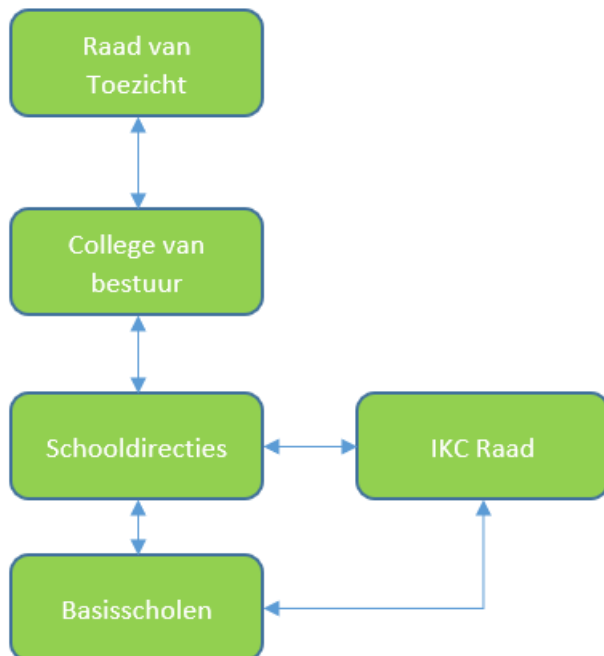 Raad van
Toezicht
College van
bestuur
Schooldirecties
IKC Raad
Basisscholen